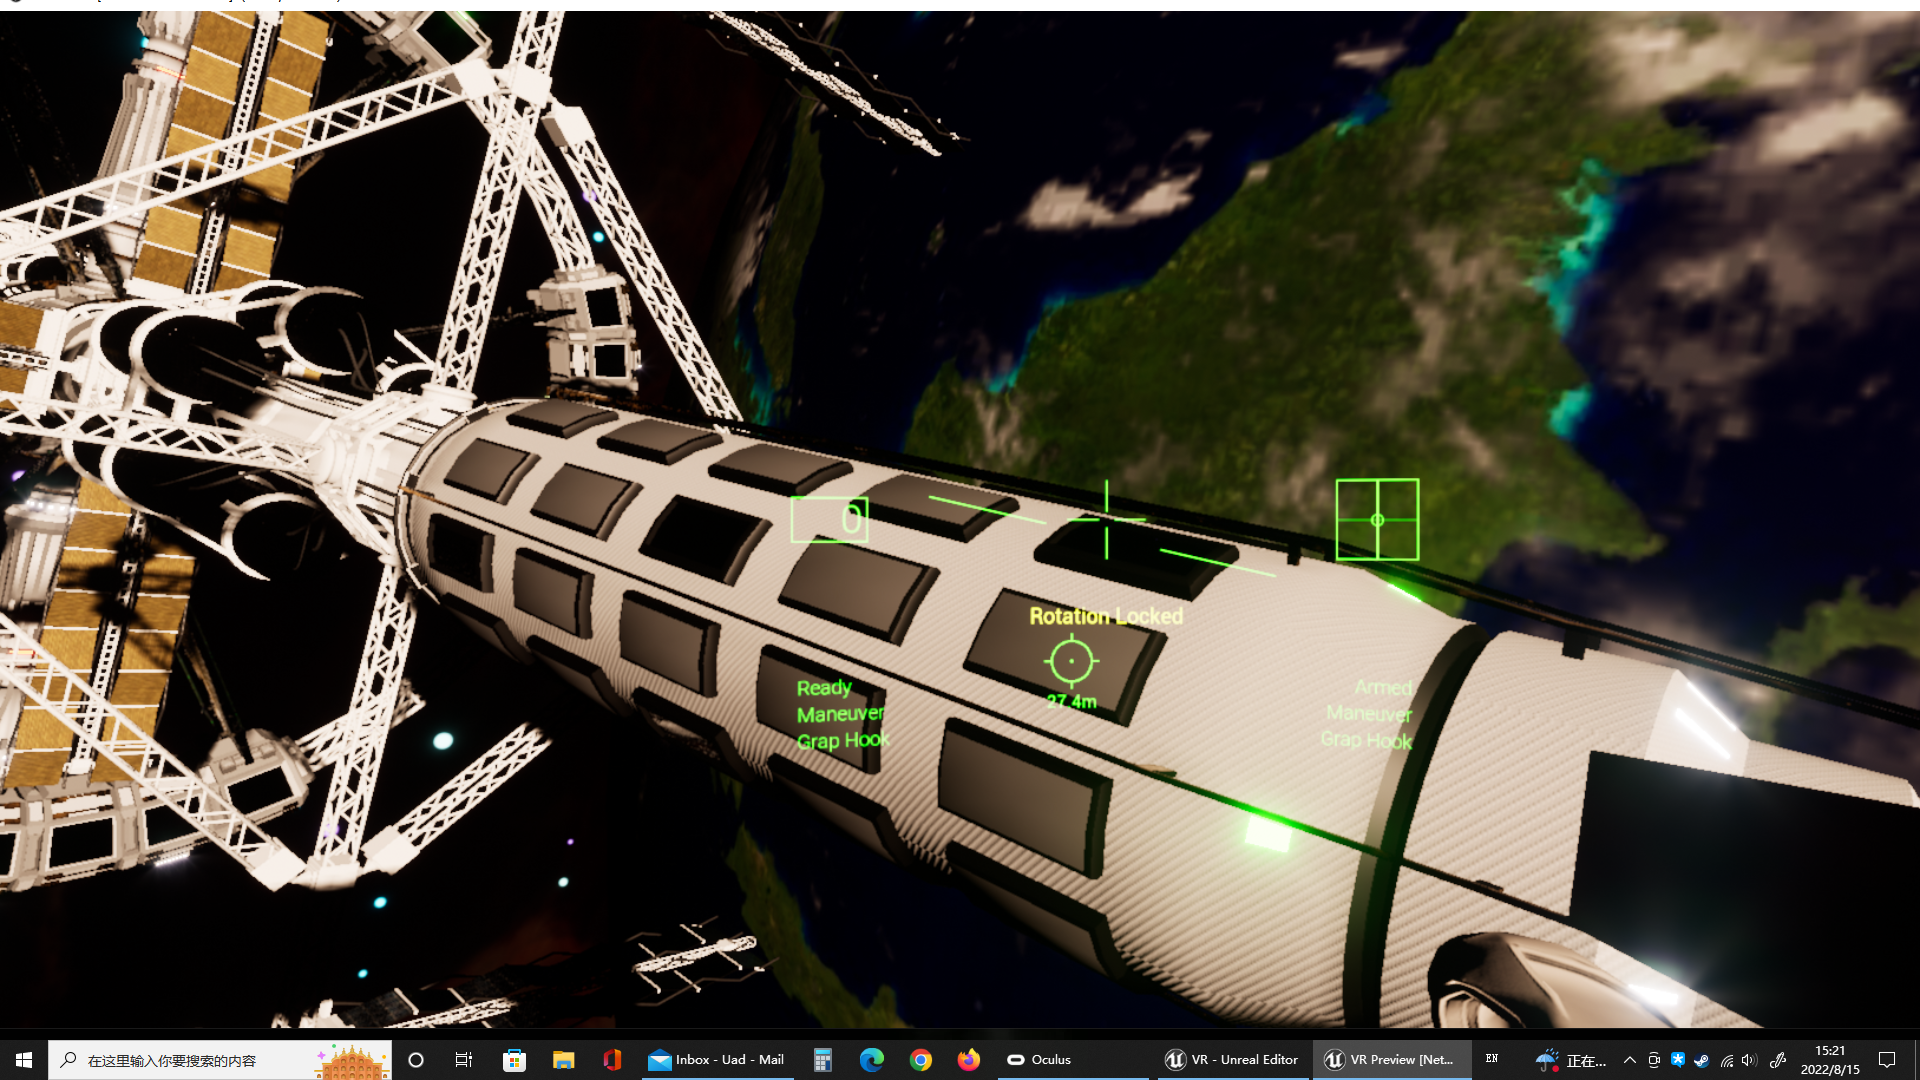 0
Rotation Locked
27.4m
Ready
Maneuver
Grap Hook
Armed
Maneuver
Grap Hook
在这里输入你要搜索的内容
Inbox - Uad - Mail
Oculus
VR - Unreal Editor
VR Preview [Net...
EN
正在...
15:21
2022/8/15